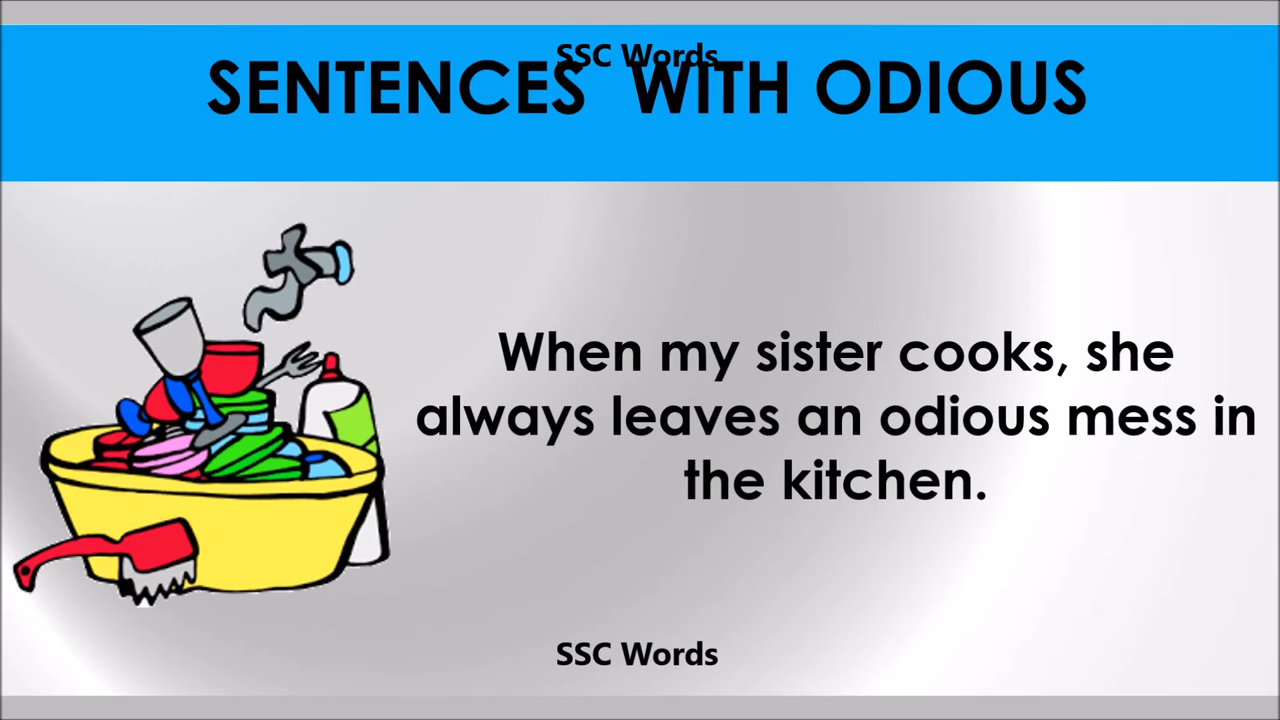 SSC Words
SENTENCES WITH ODIOUS
When my sister cooks, she
always leaves an odious mess in
the kitchen.
SSC Words